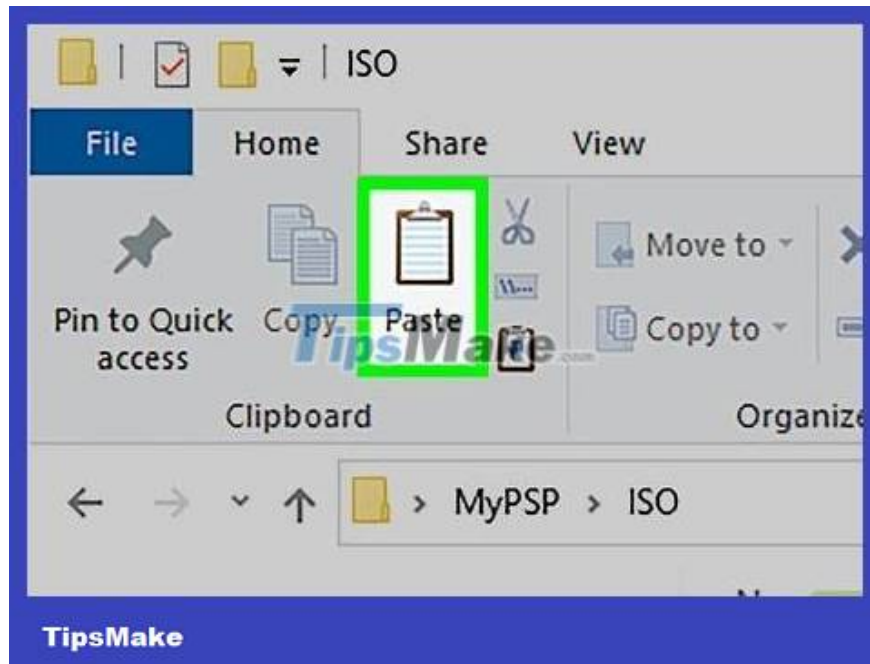 ISO
File Home Share View
Pin to Quick access
Copy
Paste
Move to
Copy to
Clipboard
Organize
MyPSP > ISO
TipsMake.com
TipsMake